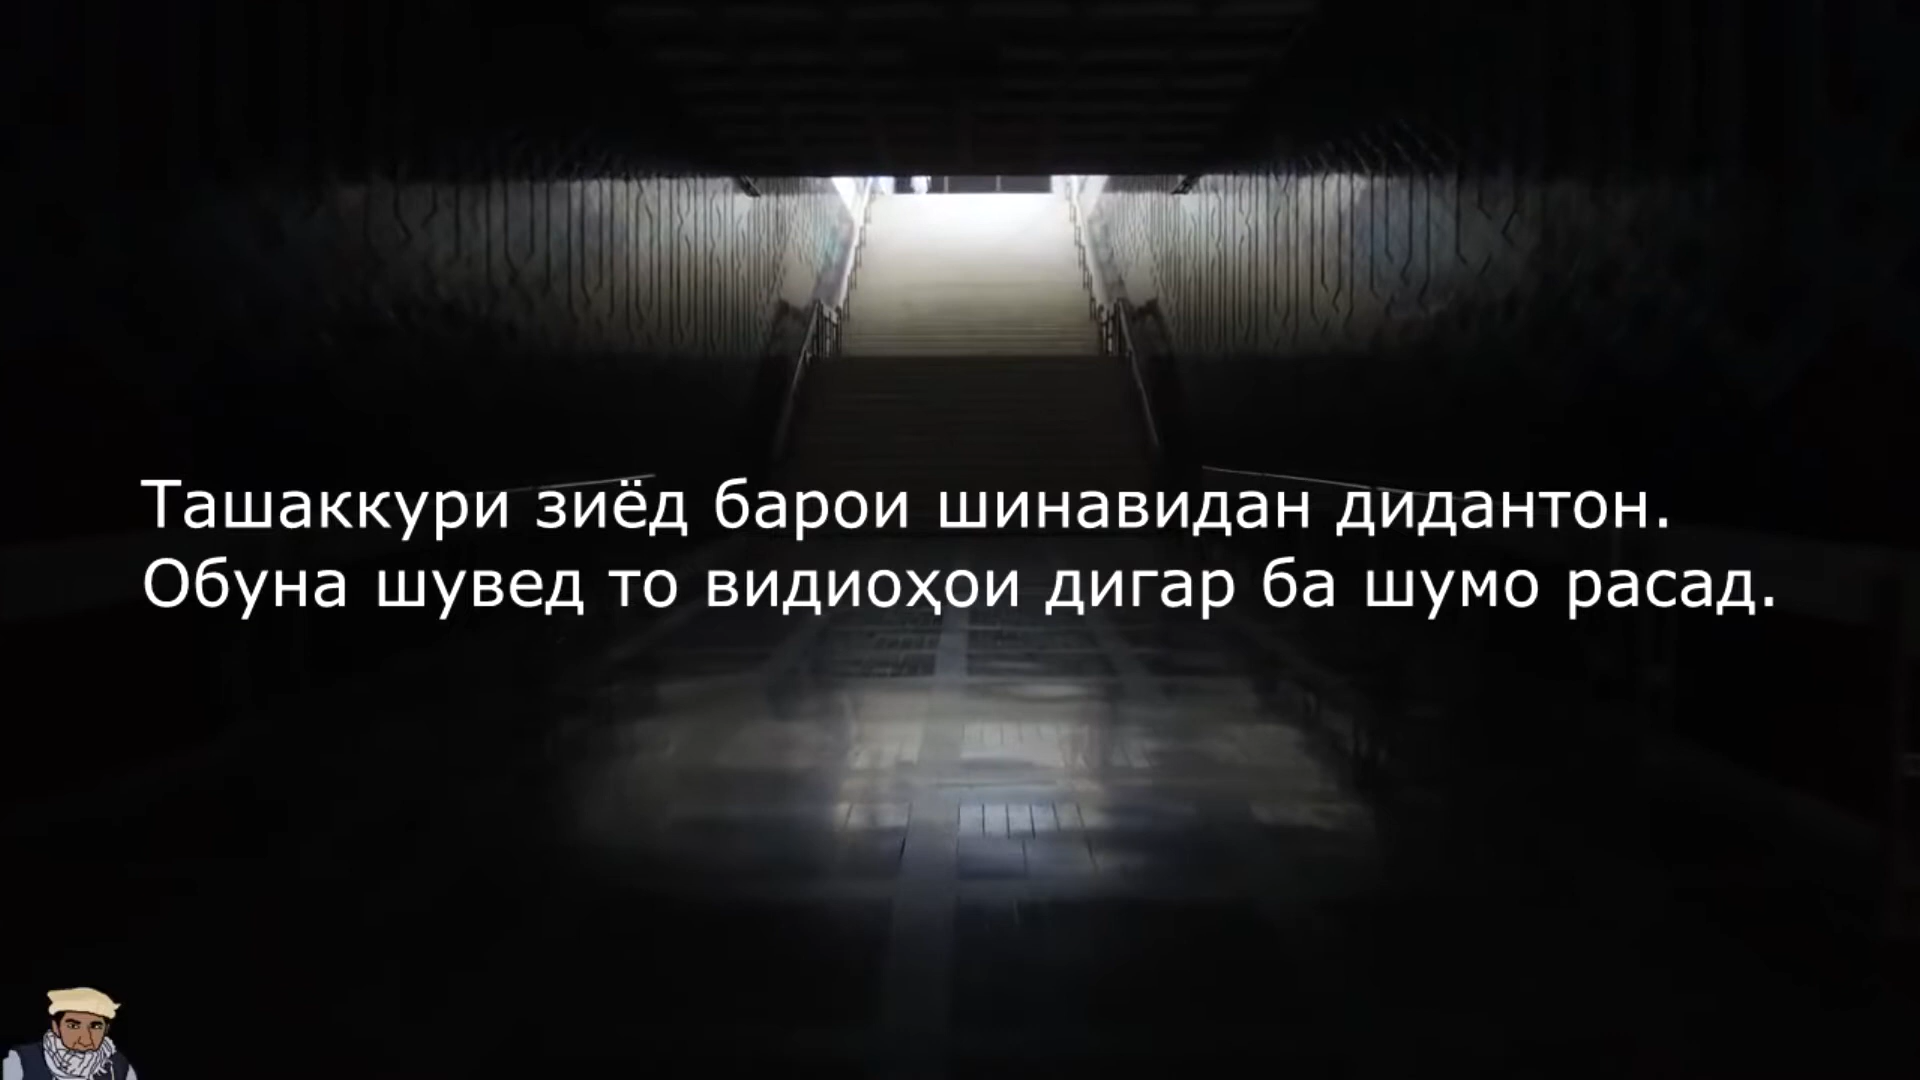 Ташаккури зиёд барои шинавидан дидантон.
Обуна шувед то видиоҳои дигар ба шумо расад.